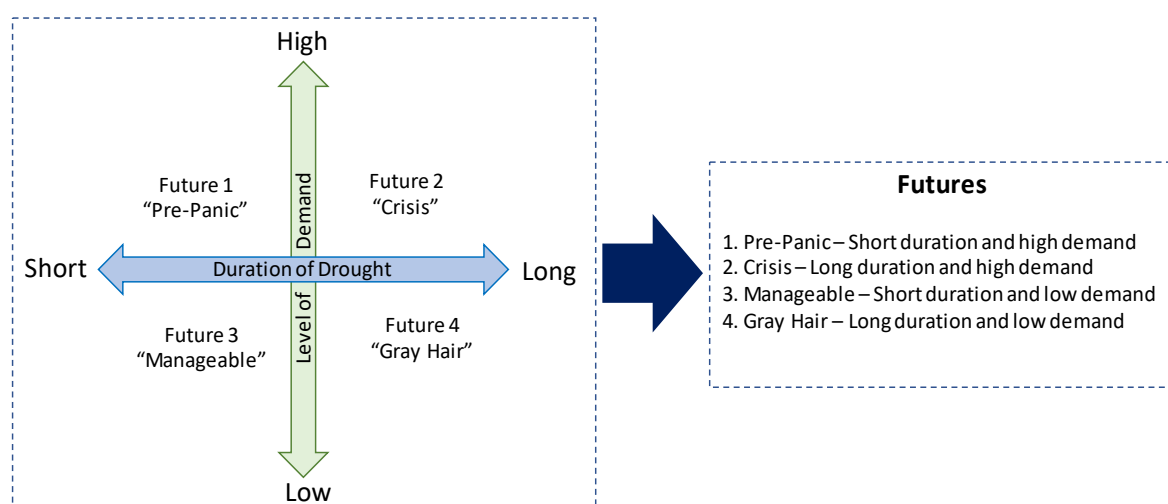 High
Future 1
“Pre-Panic”
Future 2
“Crisis”
Level of Demand
Short
Duration of Drought
Long
Future 3
“Manageable”
Future 4
“Gray Hair”
Low
Futures
1. Pre-Panic – Short duration and high demand
2. Crisis – Long duration and high demand
3. Manageable – Short duration and low demand
4. Gray Hair – Long duration and low demand